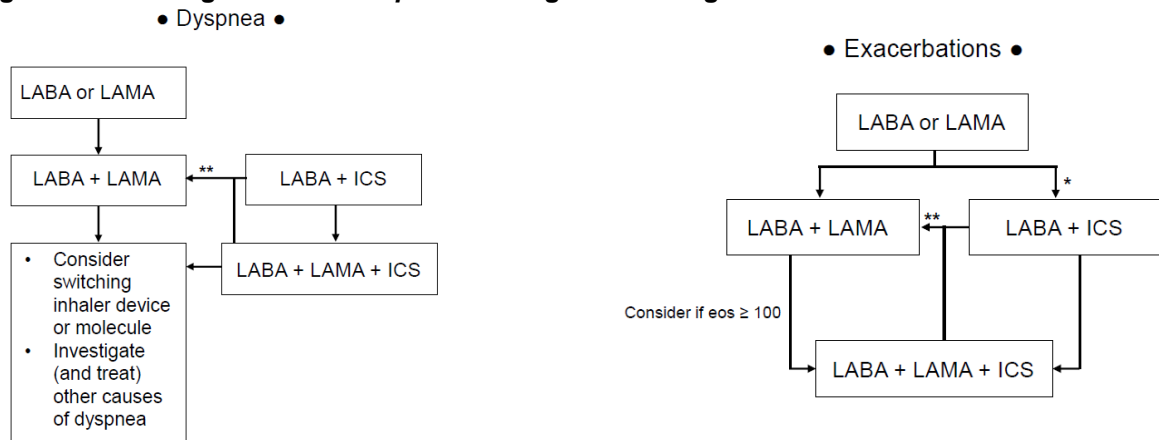 ● Dyspnea ●
LABA or LAMA
LABA + LAMA
**
LABA + ICS
LABA + LAMA + ICS
• Consider
switching
inhaler device
or molecule
• Investigate
(and treat)
other causes
of dyspnea
● Exacerbations ●
LABA or LAMA
*
LABA + LAMA
**
LABA + ICS
Consider if eos ≥ 100
LABA + LAMA + ICS